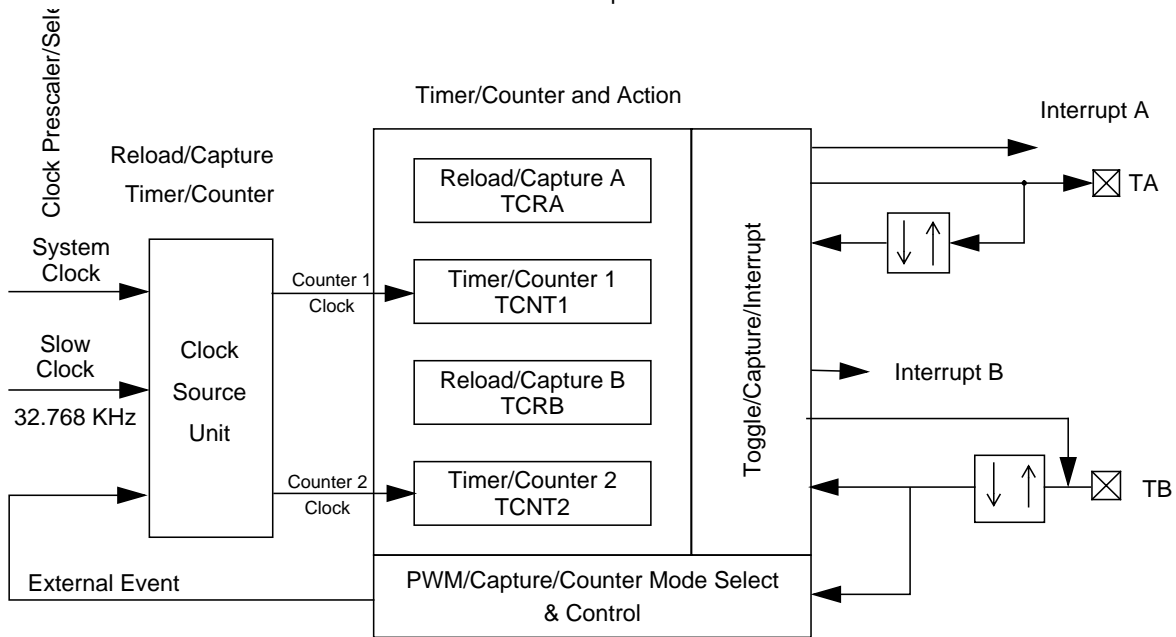 Clock Prescaler/Sele
Timer/Counter and Action
Interrupt A
Reload/Capture
Timer/Counter
Reload/Capture A
TCRA
TA
System
Clock
Counter 1
Clock
Timer/Counter 1
TCNT1
Toggle/Capture/Interrupt
Slow
Clock
32.768 KHz
Clock
Source
Unit
Reload/Capture B
TCRB
Interrupt B
Counter 2
Clock
Timer/Counter 2
TCNT2
TB
External Event
PWM/Capture/Counter Mode Select
& Control